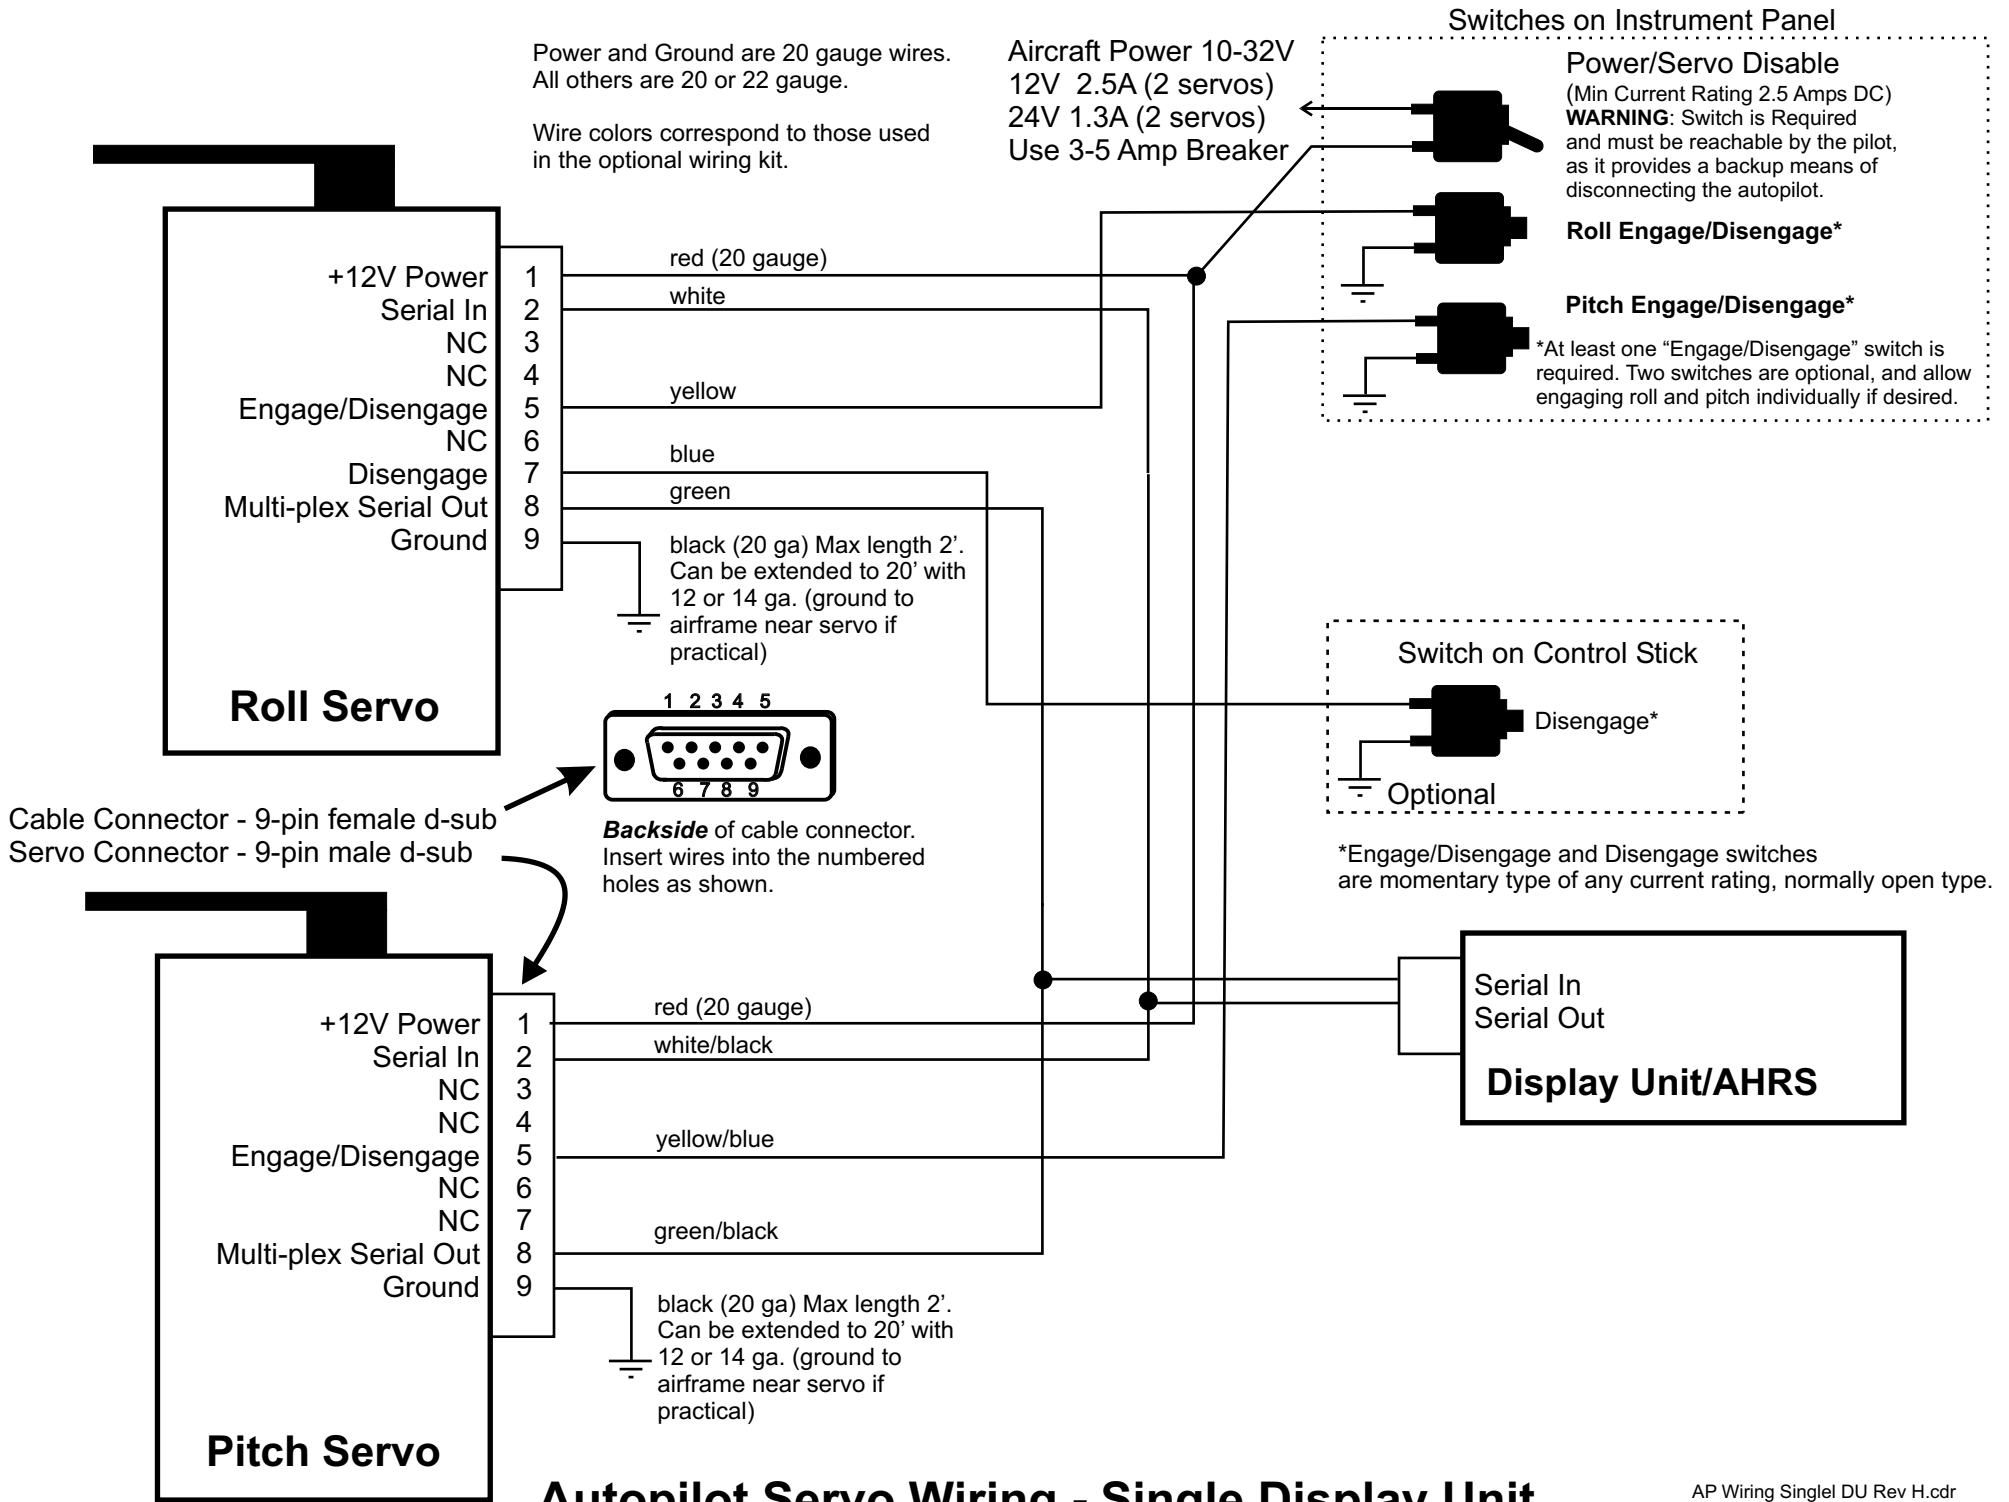 Switches on Instrument Panel
Power and Ground are 20 gauge wires.
All others are 20 or 22 gauge.
Wire colors correspond to those used
in the optional wiring kit.
Aircraft Power 10-32V
12V 2.5A (2 servos)
24V 1.3A (2 servos)
Use 3-5 Amp Breaker
Power/Servo Disable
(Min Current Rating 2.5 Amps DC)
WARNING: Switch is Required
and must be reachable by the pilot,
as it provides a backup means of
disconnecting the autopilot.
Roll Engage/Disengage*
Pitch Engage/Disengage*
*At least one “Engage/Disengage” switch is
required. Two switches are optional, and allow
engaging roll and pitch individually if desired.
+12V Power 1 red (20 gauge)
Serial In 2 white
NC 3
NC 4
Engage/Disengage 5 yellow
NC 6
Disengage 7 blue
Multi-plex Serial Out 8 green
Ground 9
black (20 ga) Max length 2’.
Can be extended to 20’ with
12 or 14 ga. (ground to
airframe near servo if
practical)
Roll Servo
1 2 3 4 5
6 7 8 9
Cable Connector - 9-pin female d-sub
Servo Connector - 9-pin male d-sub
Backside of cable connector.
Insert wires into the numbered
holes as shown.
Switch on Control Stick
Disengage*
Optional
*Engage/Disengage and Disengage switches
are momentary type of any current rating, normally open type.
Serial In
Serial Out
Display Unit/AHRS
+12V Power 1 red (20 gauge)
Serial In 2 white/black
NC 3
NC 4
Engage/Disengage 5 yellow/blue
NC 6
NC 7
Multi-plex Serial Out 8 green/black
Ground 9
black (20 ga) Max length 2’.
Can be extended to 20’ with
12 or 14 ga. (ground to
airframe near servo if
practical)
Pitch Servo
Autopilot Servo Wiring - Single Display Unit
AP Wiring Singlel DU Rev H.cdr